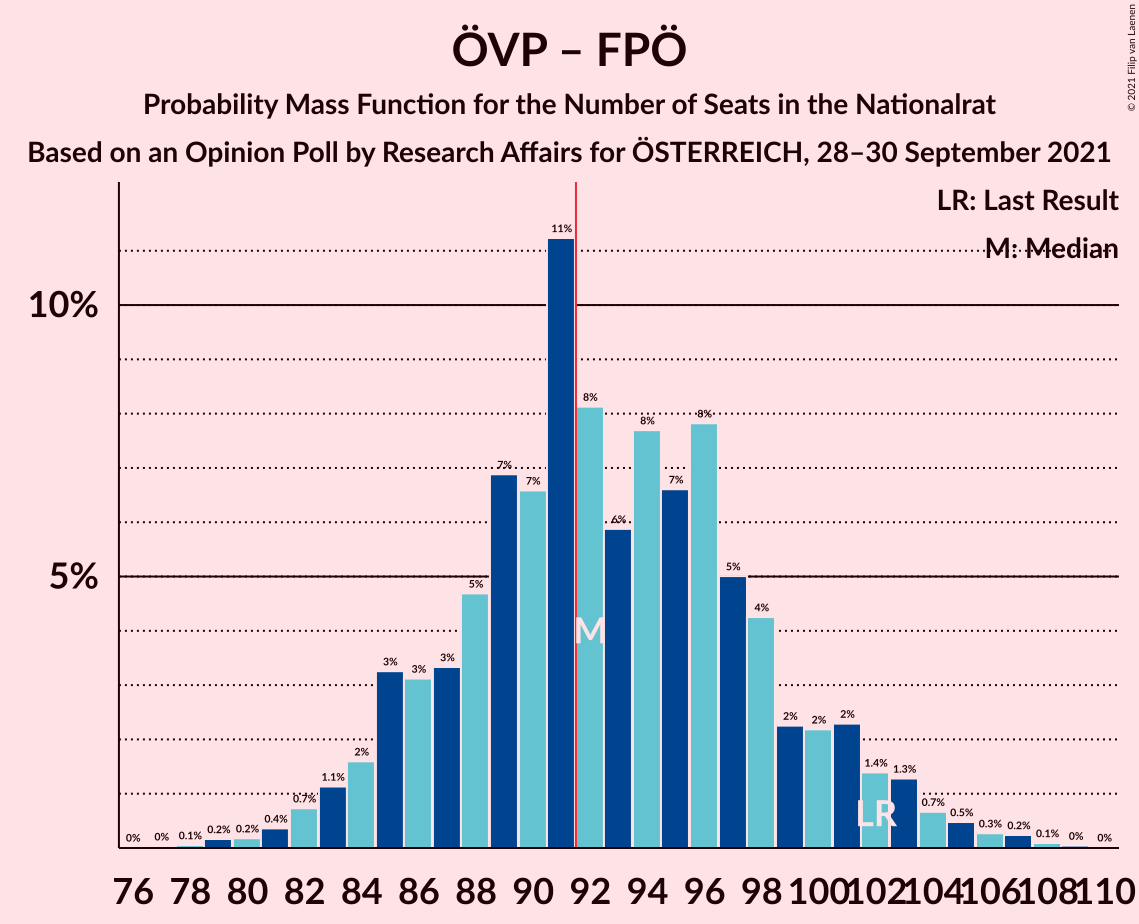 ÖVP – FPÖ
Probability Mass Function for the Number of Seats in the Nationalrat
Based on an Opinion Poll by Research Affairs for ÖSTERREICH, 28–30 September 2021
© 2021 Filip van Laenen
LR: Last Result
M: Median
10%
5%
0% 0% 0.1% 0.2% 0.2% 0.4% 0.7% 1.1% 2% 3% 3% 3% 5% 7% 7% 11% 8% 6% 8% 7% 8% 5% 4% 2% 2% 2% 1.4% 1.3% 0.7% 0.5% 0.3% 0.2% 0.1% 0% 0%
M
LR
76 78 80 82 84 86 88 90 92 94 96 98 100 102 104 106 108 110